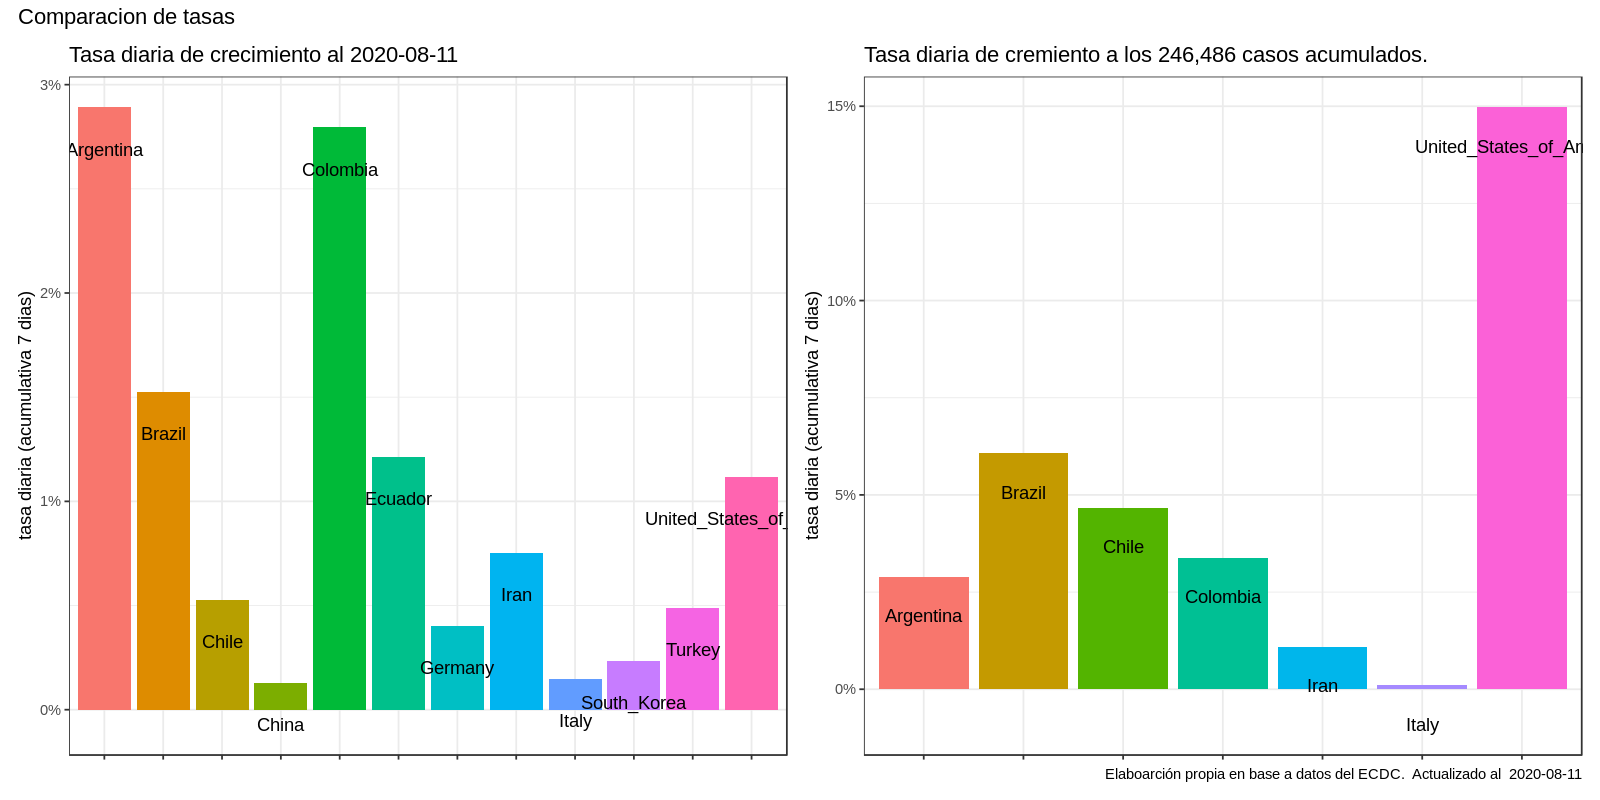 Comparacion de tasas
Tasa diaria de crecimiento al 2020-08-11
tasa diaria (acumulativa 7 dias)
3%
2%
1%
0%
Argentina
Brazil
Chile
China
Colombia
Ecuador
Germany
Iran
Italy
South_Korea
Turkey
United_States_of_
Tasa diaria de cremiento a los 246,486 casos acumulados.
tasa diaria (acumulativa 7 dias)
15%
10%
5%
0%
Argentina
Brazil
Chile
Colombia
Iran
Italy
United_States_of_Am
Elaboarción propia en base a datos del ECDC. Actualizado al 2020-08-11